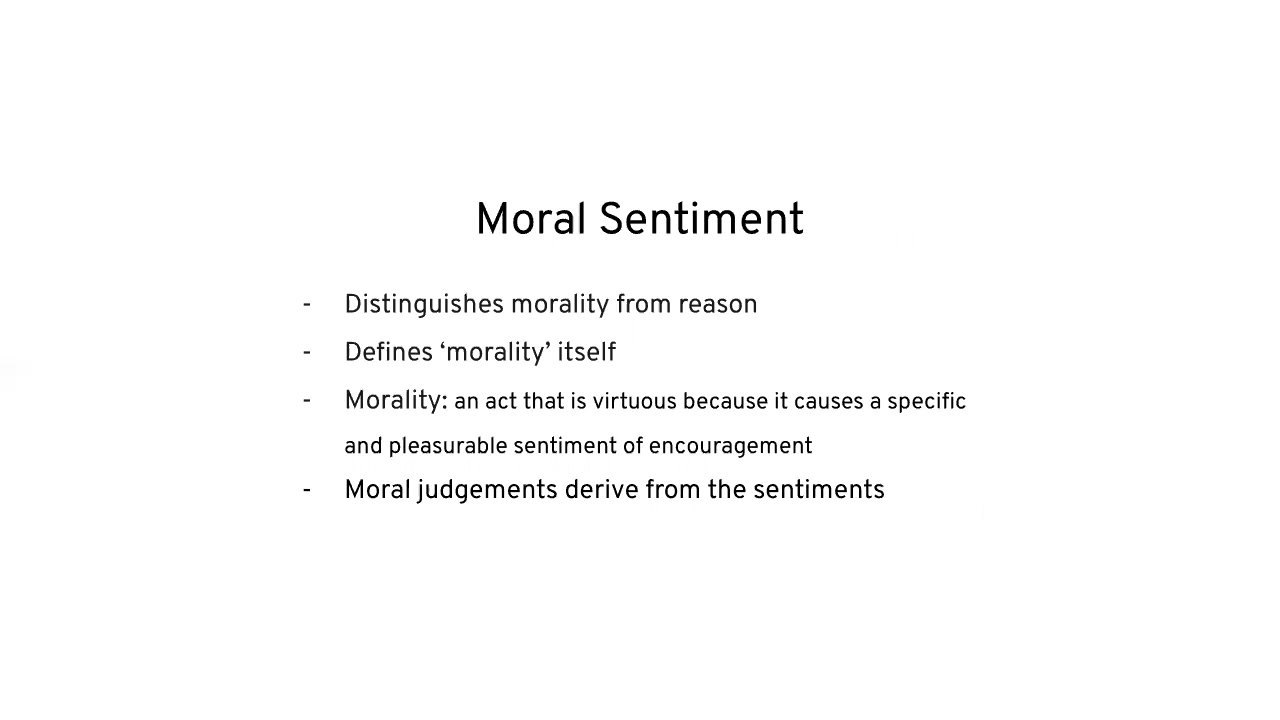 Moral Sentiment
- Distinguishes morality from reason
- Defines ‘morality’ itself
- Morality: an act that is virtuous because it causes a specific
and pleasurable sentiment of encouragement
- Moral judgements derive from the sentiments